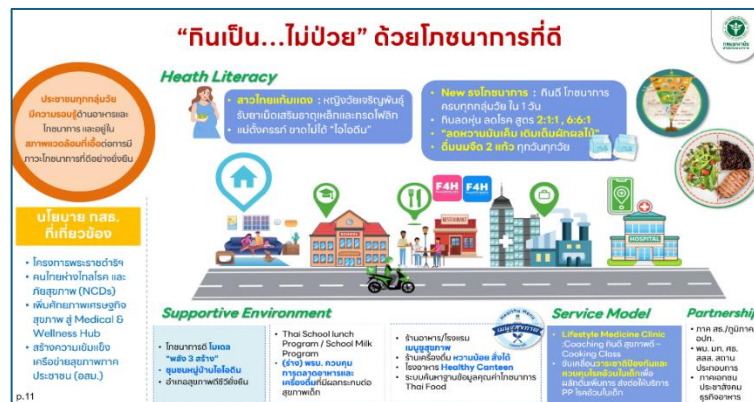 “กินเป็น...ไม่ป่วย” ด้วยโภชนาการที่ดี
กรมอนามัย
ประชาชนทุกกลุ่มวัย
มีความรอบรู้ด้านอาหารและ
โภชนาการ และอยู่ใน
สภาพแวดล้อมที่เอื้อต่อการมี
ภาวะโภชนาการที่ดีอย่างยั่งยืน
Heath Literacy
• สาวไทยแก้มแดง : หญิงวัยเจริญพันธุ์
รับยาเม็ดเสริมธาตุเหล็กและกรดโฟลิก
• แม่ตั้งครรภ์ ขาดไม่ได้ "ไอโอดีน"
• New ธงโภชนาการ : กินดี โภชนาการ
ครบทุกกลุ่มวัย ใน 1 วัน
• กินลดหุ่น ลดโรค สูตร 2:1:1 , 6:6:1
• "ลดหวานมันเค็ม เติมเต็มผักผลไม้"
• ดื่มนมจืด 2 แก้ว ทุกวันทุกวัย
นโยบาย กสธ.
ที่เกี่ยวข้อง
• โครงการพระราชดำริฯ
• คนไทยห่างไกลโรค และ
ภัยสุขภาพ (NCDs)
• เพิ่มศักยภาพเศรษฐกิจ
สุขภาพ สู่ Medical &
Wellness Hub
• สร้างความเข้มแข็ง
เครือข่ายสุขภาพภาค
ประชาชน (อสม.)
p.11
F4H
F4H
RESTAURANT
HOSPITAL
Supportive Environment
• โภชนาการดี โมเดล
"พลัง 3 สร้าง"
• ชุมชนหมู่บ้านไอโอดีน
• อำเภอสุขภาพดีวิถียั่งยืน
• Thai School lunch
Program / School Milk
Program
• (ร่าง) พรบ. ควบคุม
การตลาดอาหารและ
เครื่องดื่มที่มีผลกระทบต่อ
สุขภาพเด็ก
Healthy Menu
เมนูสุขภาพ
• ร้านอาหาร/โรงแรม
เมนูสุขภาพ
• ร้านเครื่องดื่ม หวานน้อย สั่งได้
• โรงอาหาร Healthy Canteen
• ระบบค้นหาฐานข้อมูลคุณค่าโภชนาการ
Thai Food
Service Model
• Lifestyle Medicine Clinic
:Coaching กินดี สุขภาพดี –
Cooking Class
• ขับเคลื่อนวาระชาติป้องกันและ
ควบคุมโรคอ้วนในเด็กเพื่อ
ผลักดันเพิ่มการ ส่งต่อให้บริการ
PP โรคอ้วนในเด็ก
Partnership
• ภาค สธ./ภูมิภาค
อปท.
• พม. มท. ศธ.
สสส. สถาน
ประกอบการ
• ภาคเอกชน
ประชาสังคม
ธุรกิจอาหาร